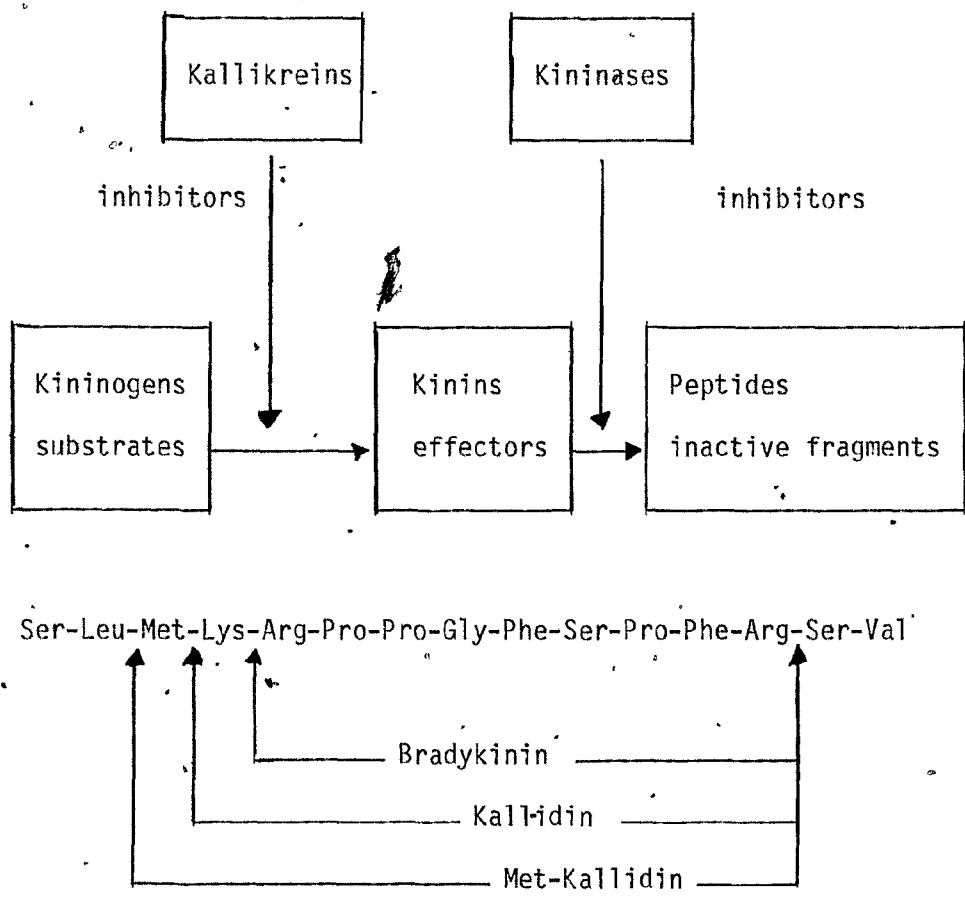 Kallikreins Kininases
inhibitors inhibitors
Kininogens Kinins Peptides
substrates effectors inactive fragments
Ser-Leu-Met-Lys-Arg-Pro-Pro-Gly-Phe-Ser-Pro-Phe-Arg-Ser-Val
Bradykinin
Kallidin
Met-Kallidin